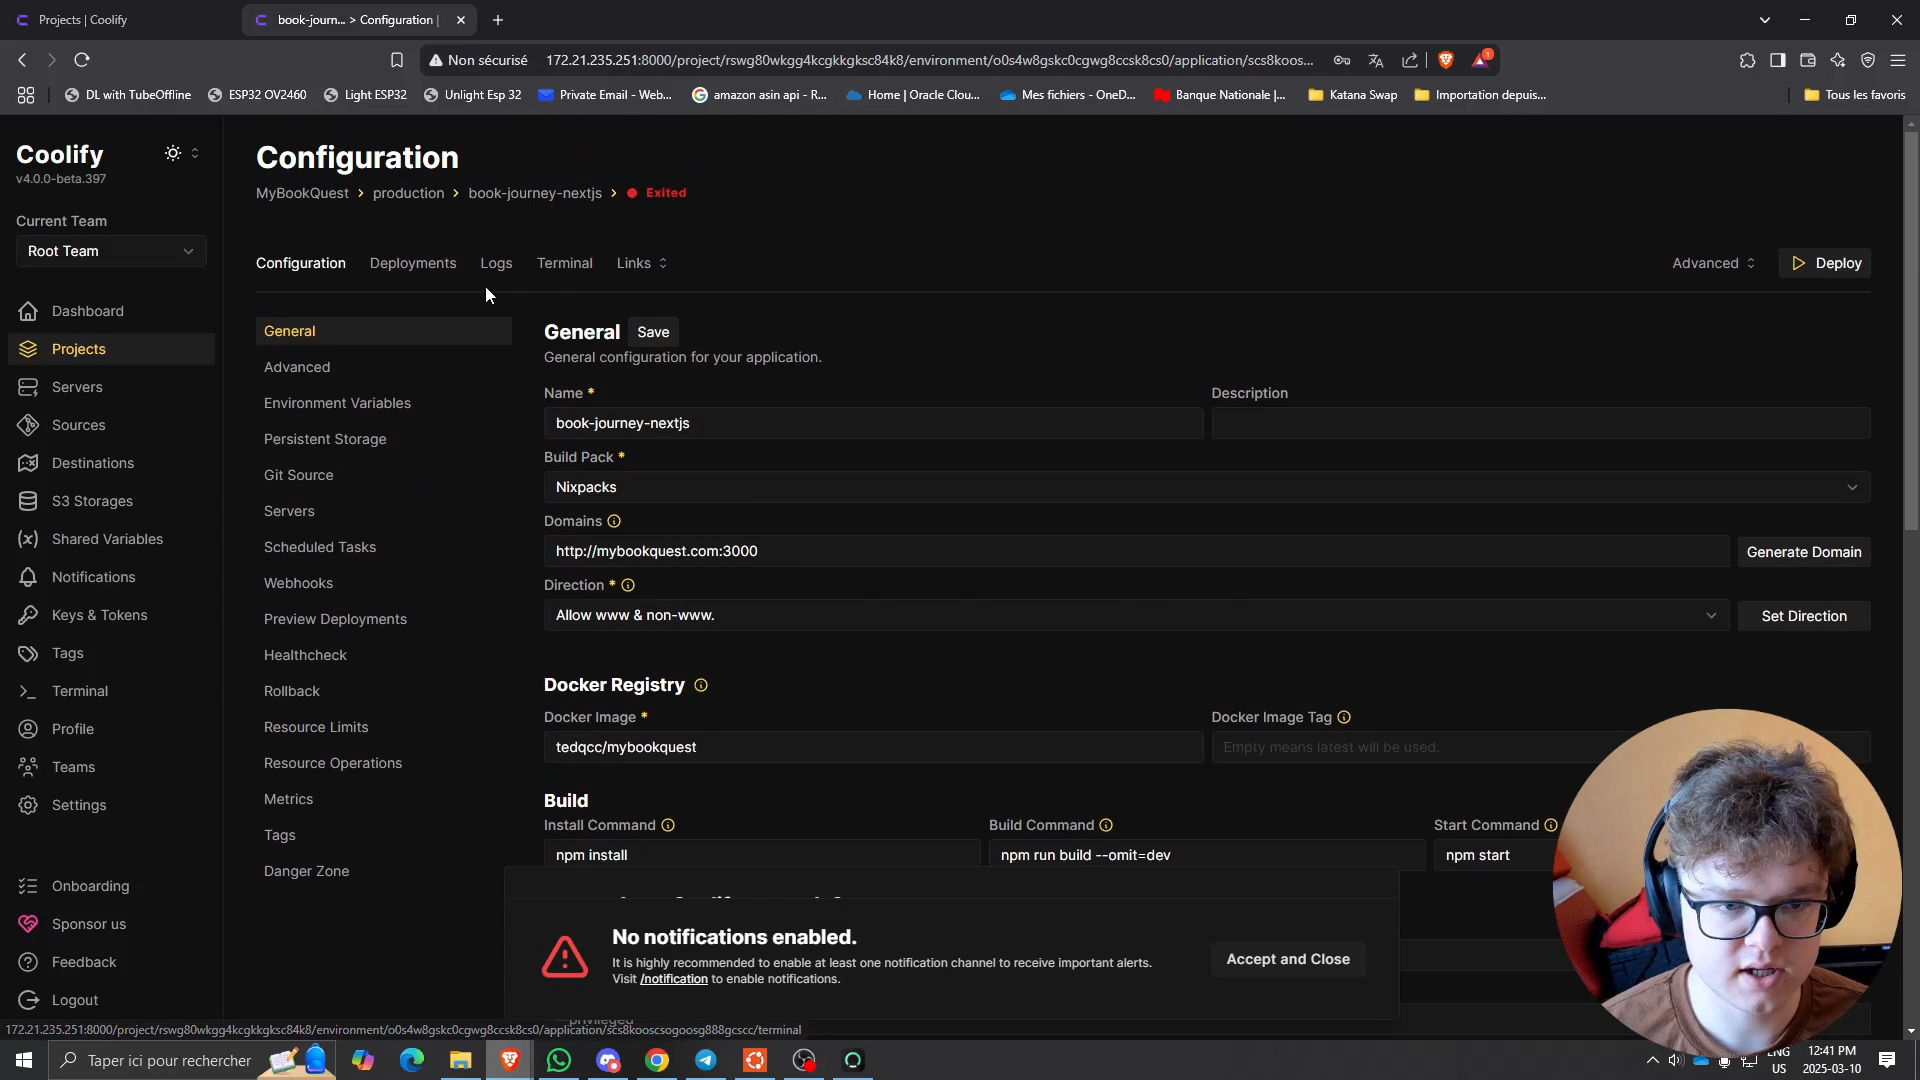 Projects | Coolify
book-journ... > Configuration |
Non sécurisé
172.21.235.251:8000/project/rswg80wkgg4kcgkkgksc84k8/environment/o0s4w8gskc0cgwg8ccsk8cs0/application/scs8koos...
1
DL with TubeOffline
ESP32 OV2460
Light ESP32
Unlight Esp 32
Private Email - Web...
amazon asin api - R...
Home | Oracle Clou...
Mes fichiers - OneD...
Banque Nationale |...
Katana Swap
Importation depuis...
Tous les favoris
Coolify
v4.0.0-beta.397
Current Team
Root Team
Dashboard
Projects
Servers
Sources
Destinations
S3 Storages
Shared Variables
Notifications
Keys & Tokens
Tags
Terminal
Profile
Teams
Settings
Onboarding
Sponsor us
Feedback
Logout
Configuration
MyBookQuest > production > book-journey-nextjs > Exited
Configuration
Deployments
Logs
Terminal
Links
Advanced
Deploy
General
Advanced
Environment Variables
Persistent Storage
Git Source
Servers
Scheduled Tasks
Webhooks
Preview Deployments
Healthcheck
Rollback
Resource Limits
Resource Operations
Metrics
Tags
Danger Zone
General
Save
General configuration for your application.
Name *
Description
book-journey-nextjs
Build Pack *
Nixpacks
Domains
http://mybookquest.com:3000
Generate Domain
Direction *
Allow www & non-www.
Set Direction
Docker Registry
Docker Image *
Docker Image Tag
tedqcc/mybookquest
Empty means latest will be used.
Build
Install Command
Build Command
Start Command
npm install
npm run build --omit=dev
npm start
No notifications enabled.
It is highly recommended to enable at least one notification channel to receive important alerts.
Visit /notification to enable notifications.
Accept and Close
172.21.235.251:8000/project/rswg80wkgg4kcgkkgksc84k8/environment/o0s4w8gskc0cgwg8ccsk8cs0/application/scs8kooscsogoosg888gcscc/terminal
Taper ici pour rechercher
ENG
US
12:41 PM
2025-03-10